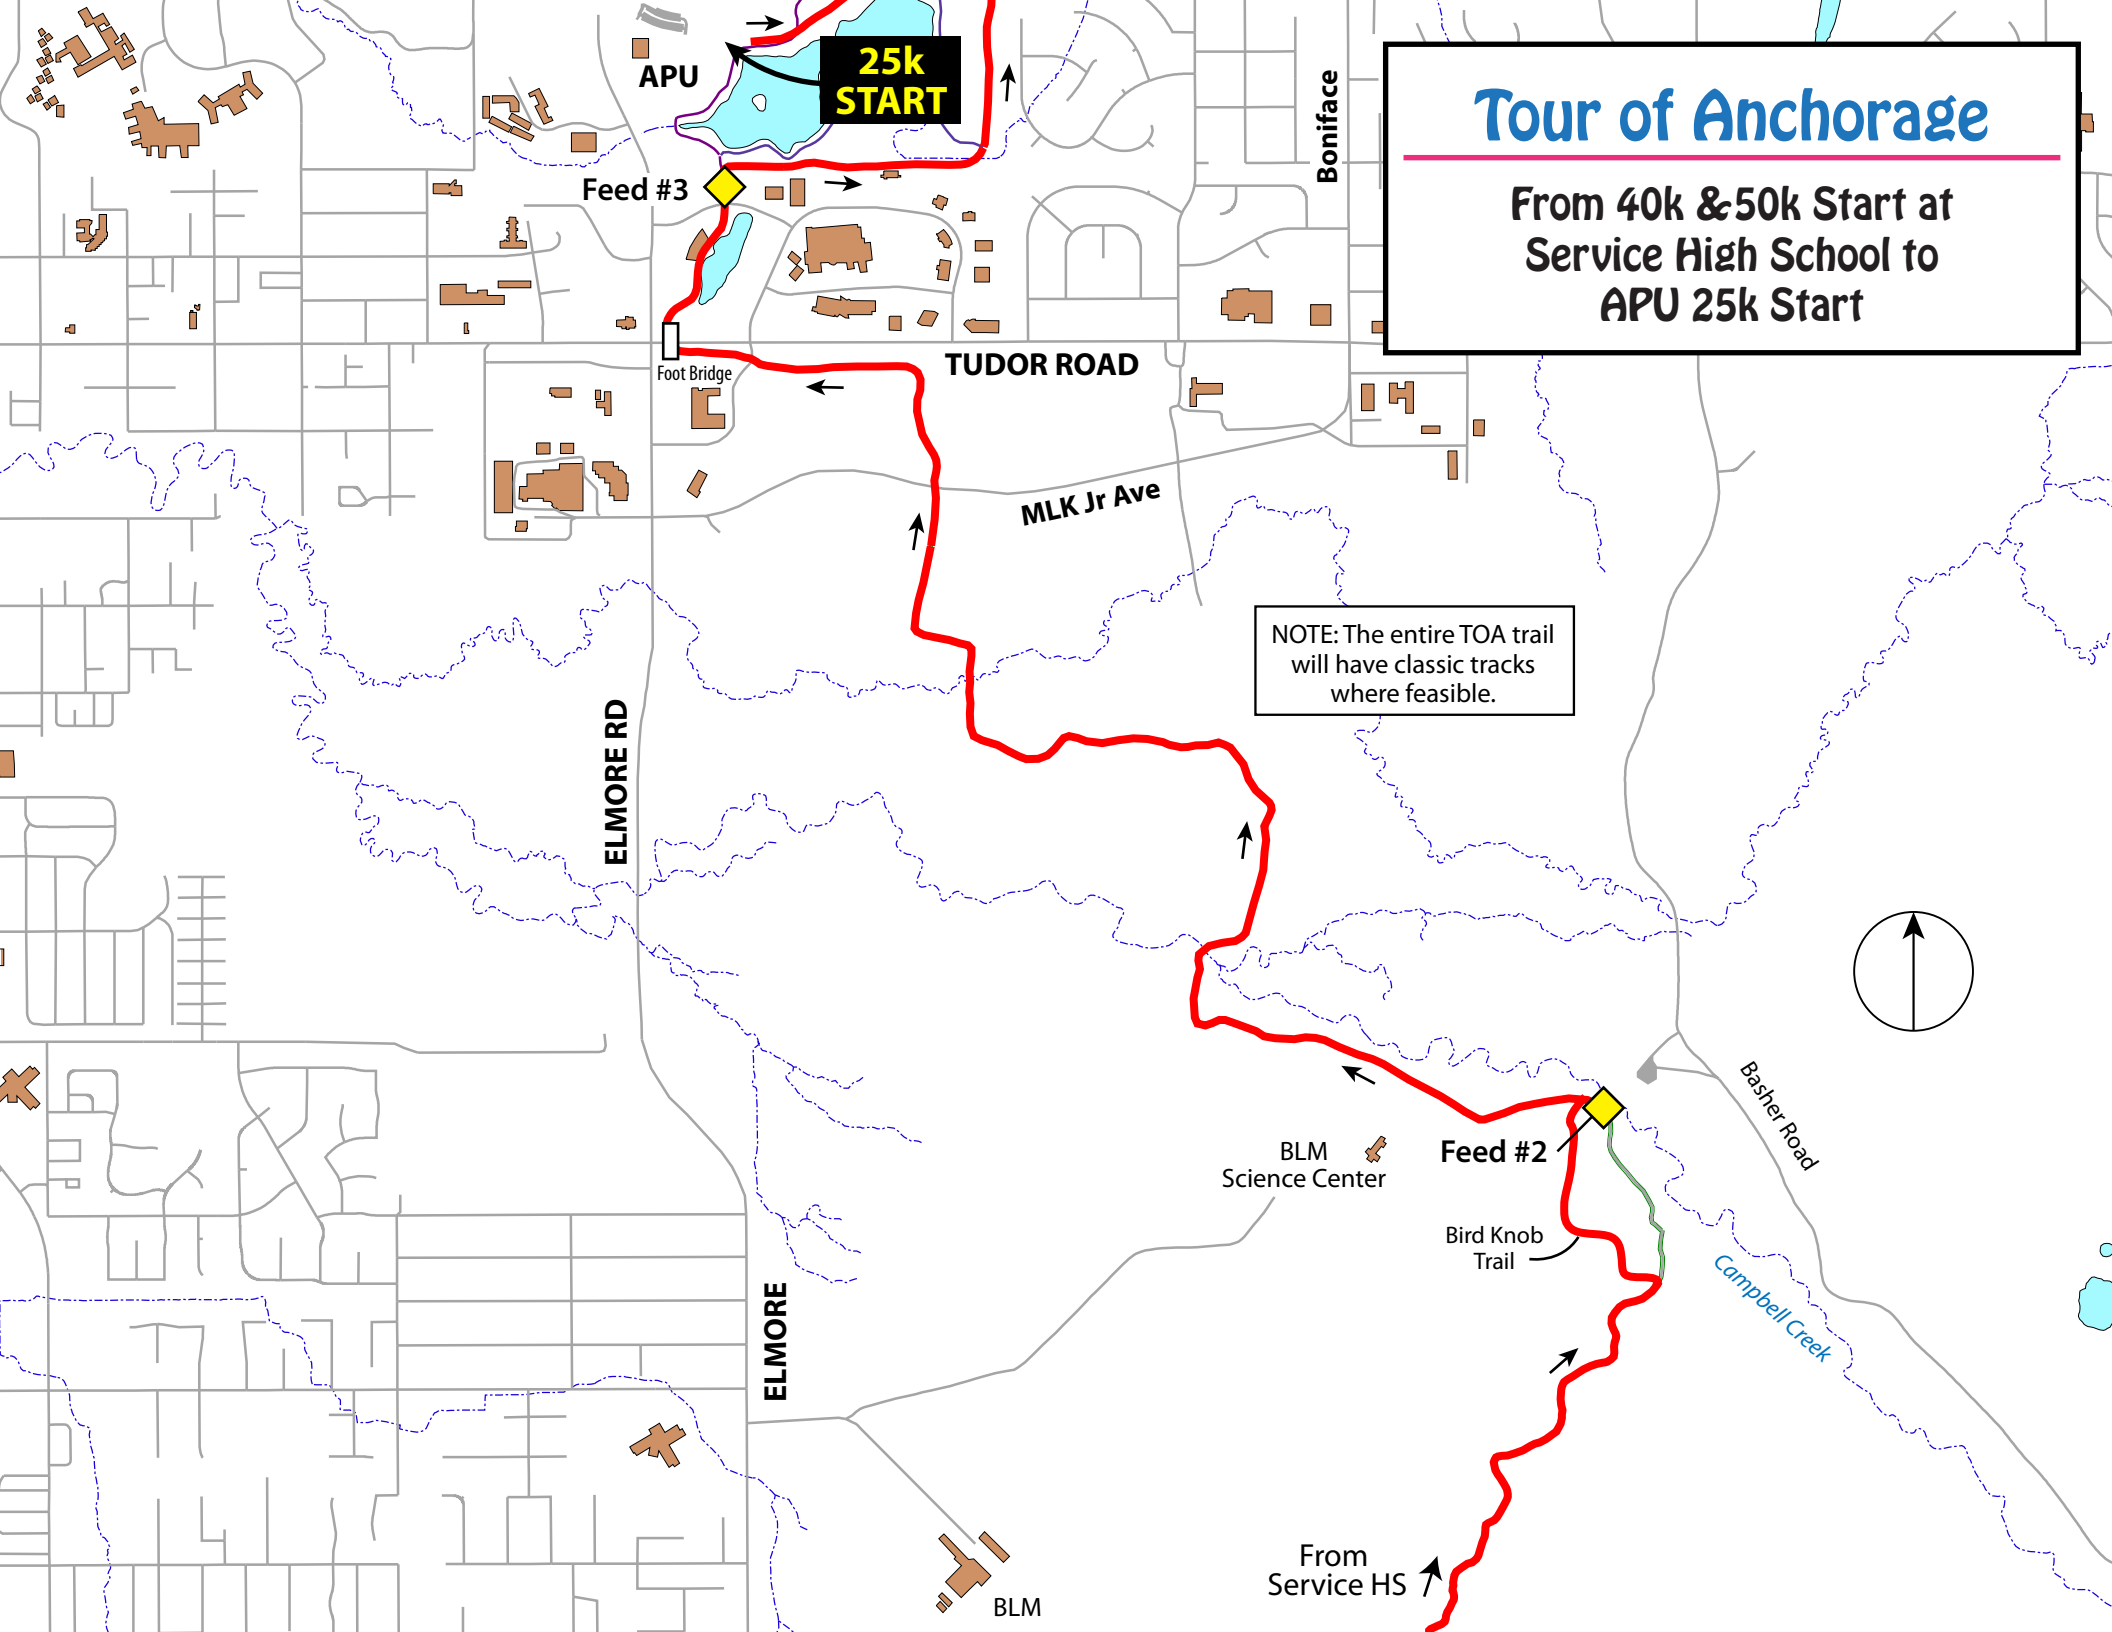 25k
START
APU
Feed #3
Boniface
Tour of Anchorage
From 40k & 50k Start at
Service High School to
APU 25k Start
Foot Bridge
TUDOR ROAD
MLK Jr Ave
NOTE: The entire TOA trail
will have classic tracks
where feasible.
ELMORE RD
Basher Road
BLM
Science Center
Feed #2
Bird Knob
Trail
Campbell Creek
ELMORE
From
Service HS
BLM